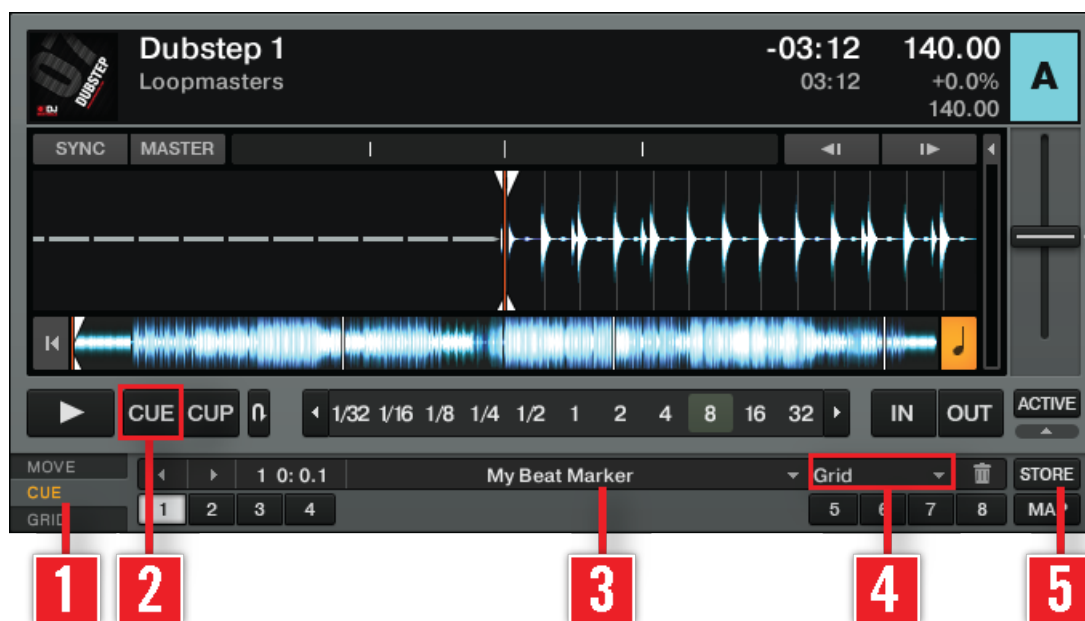 Dubstep 1 -03:12 140.00 A
Loopmasters 03:12 +0.0%
140.00
DUBSTEP
DJ
SYNC MASTER
CUE CUP 1/32 1/16 1/8 1/4 1/2 1 2 4 8 16 32 IN OUT ACTIVE
MOVE 1 0: 0.1 My Beat Marker Grid STORE
CUE
GRID 1 2 3 4 5 6 7 8 MAP
1 2 3 4 5